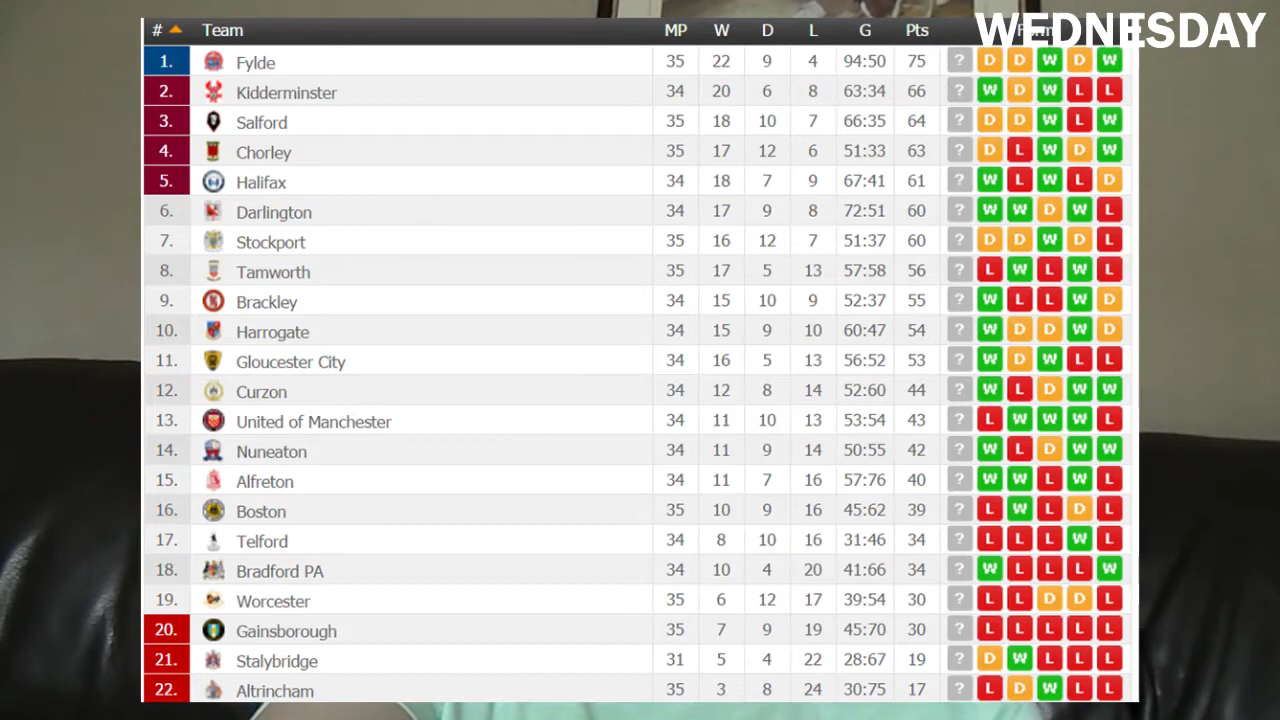 WEDNESDAY
# Team MP W D L G Pts
1. Fylde 35 22 9 4 94:50 75 ? D D W D W
2. Kidderminster 34 20 6 8 63:34 66 ? W D W L L
3. Salford 35 18 10 7 66:35 64 ? D D W L W
4. Chorley 35 17 12 6 51:33 63 ? D L W D W
5. Halifax 34 18 7 9 67:41 61 ? W L W L D
6. Darlington 34 17 9 8 72:51 60 ? W W D W L
7. Stockport 35 16 12 7 51:37 60 ? D D W D L
8. Tamworth 35 17 5 13 57:58 56 ? L W L W L
9. Brackley 34 15 10 9 52:37 55 ? W L L W D
10. Harrogate 34 15 9 10 60:47 54 ? W D D W D
11. Gloucester City 34 16 5 13 56:52 53 ? W D W L L
12. Curzon 34 12 8 14 52:60 44 ? W L D W W
13. United of Manchester 34 11 10 13 53:54 43 ? L W W W L
14. Nuneaton 34 11 9 14 50:55 42 ? W L D W W
15. Alfreton 34 11 7 16 57:76 40 ? W W L W L
16. Boston 35 10 9 16 45:62 39 ? L W L D L
17. Telford 34 8 10 16 31:46 34 ? L L L W L
18. Bradford PA 34 10 4 20 41:66 34 ? W L L L W
19. Worcester 35 6 12 17 39:54 30 ? L L D D L
20. Gainsborough 35 7 9 19 45:70 30 ? L L L L L
21. Stalybridge 31 5 4 22 28:67 19 ? D W L L L
22. Altrincham 35 3 8 24 30:75 17 ? L D W L L